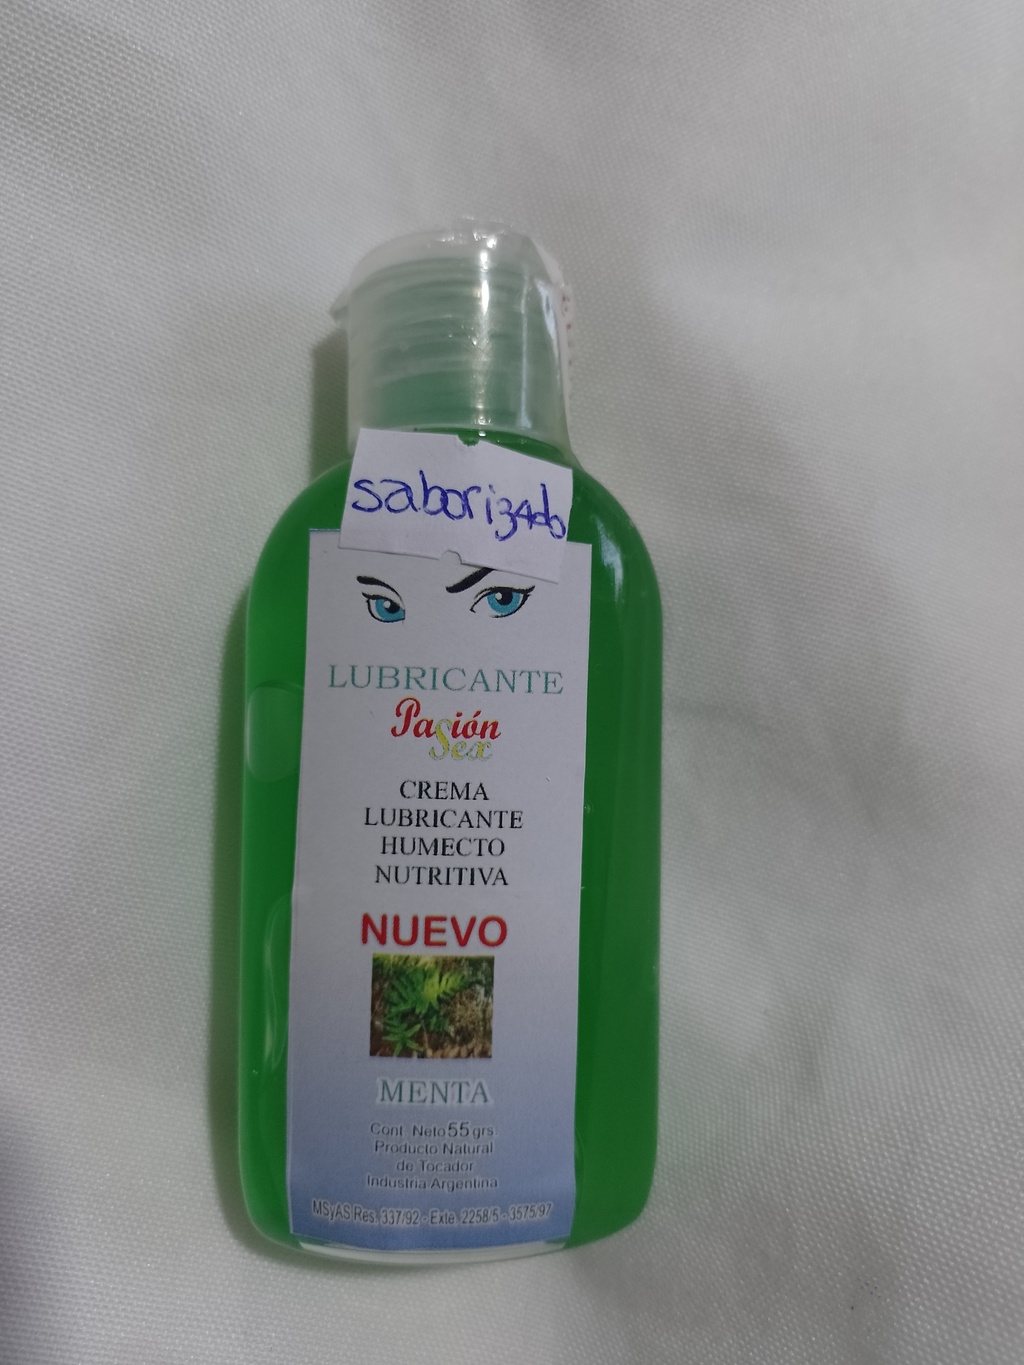 saborizado
LUBRICANTE
Pasión
Sex
CREMA
LUBRICANTE
HUMECTO
NUTRITIVA
NUEVO
MENTA
Cont. Neto 55 grs.
Producto Natural
de Tocador
Industria Argentina
MSyAS Res. 337/92 - Exte. 2258/5 - 3575/97